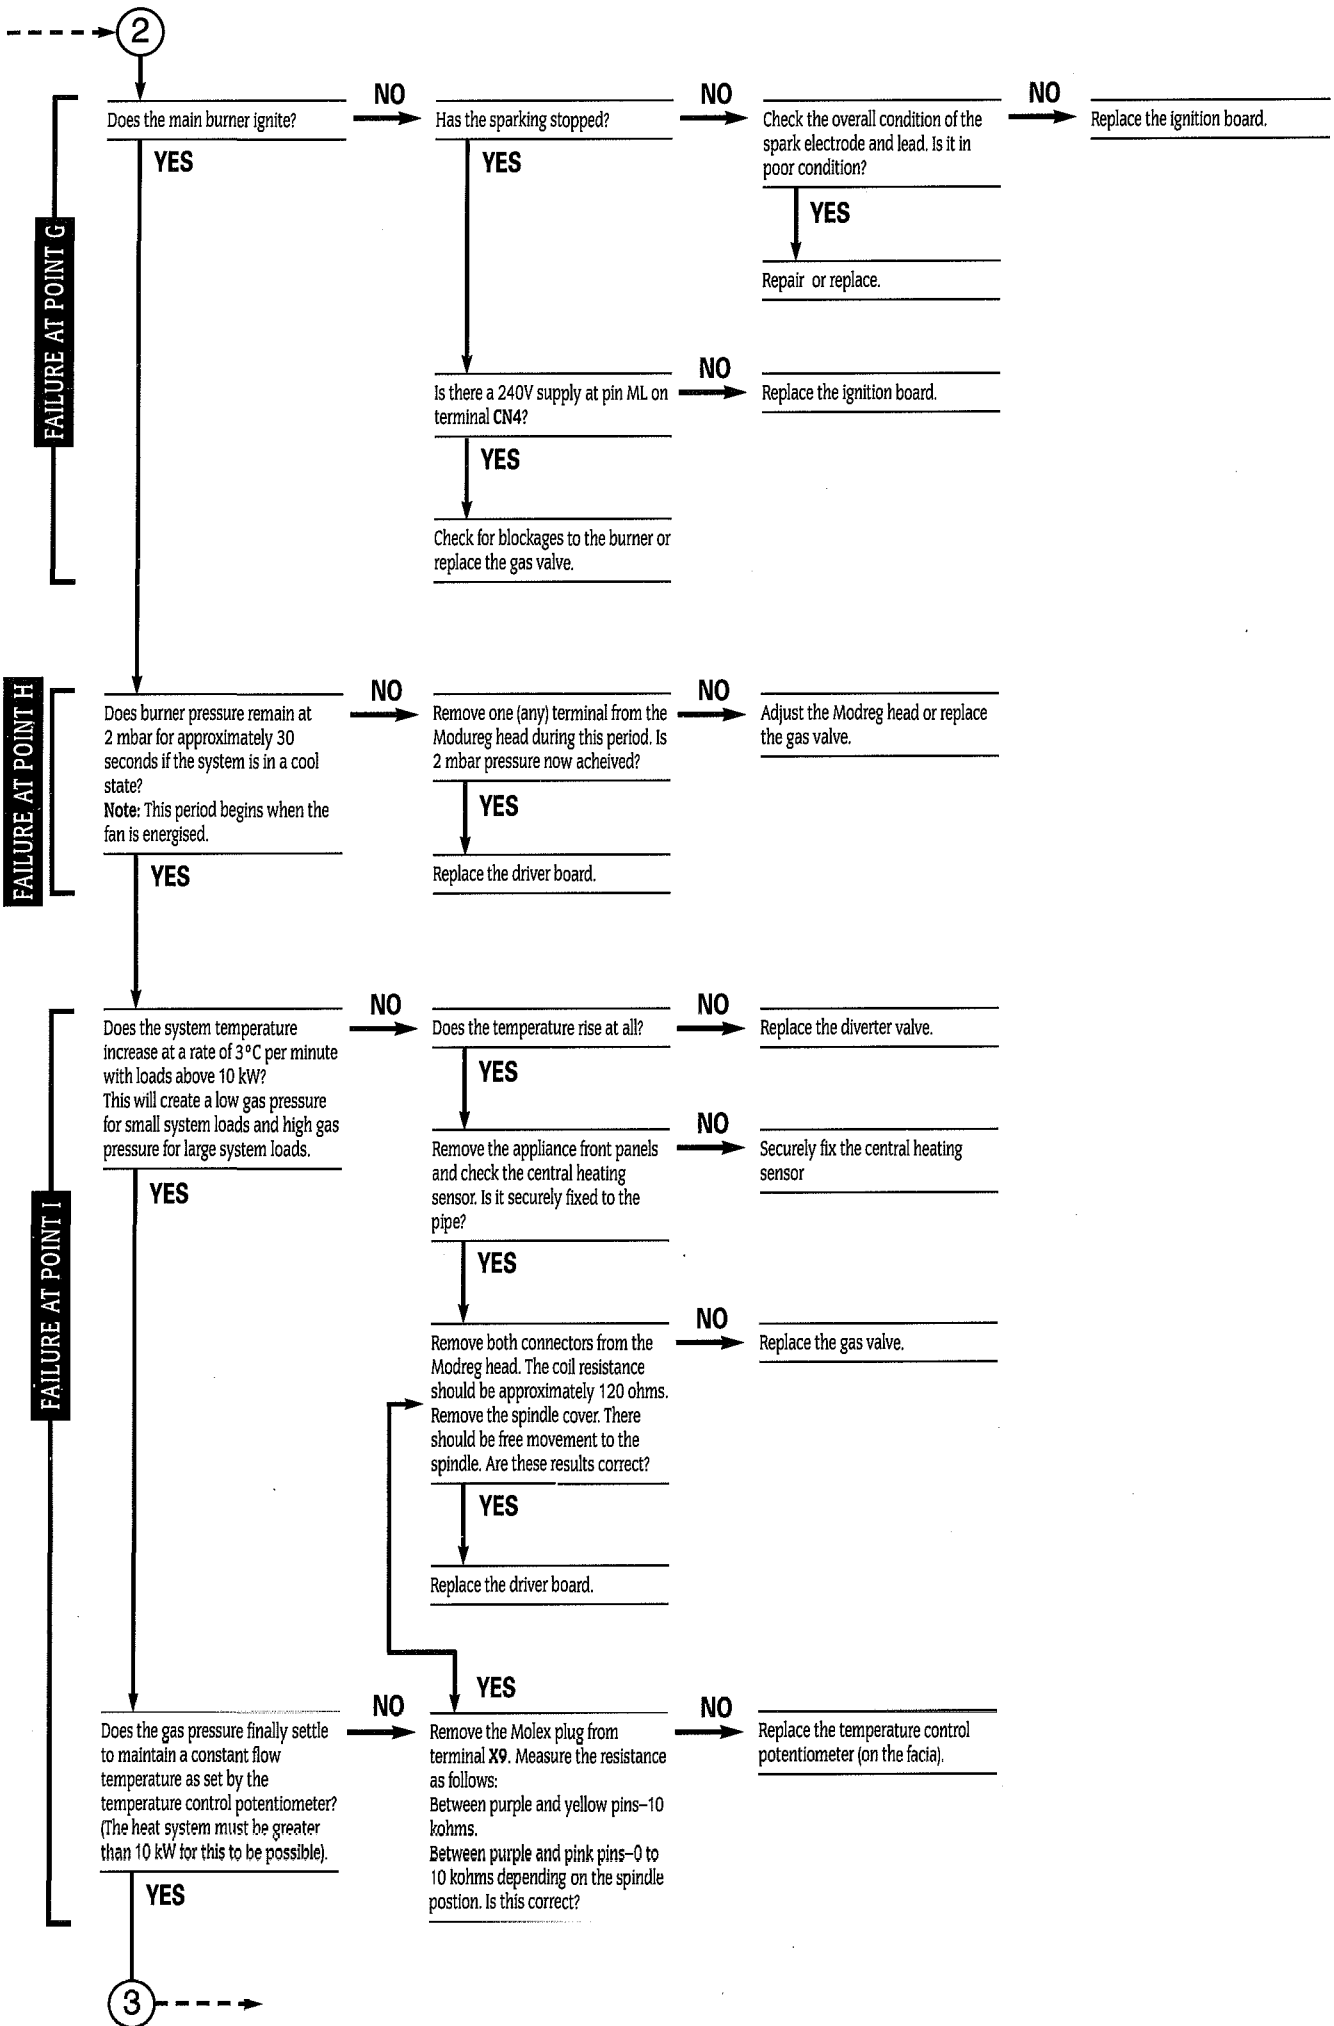 2
FAILURE AT POINT G
Does the main burner ignite?
NO
YES
Has the sparking stopped?
NO
YES
Check the overall condition of the
spark electrode and lead. Is it in
poor condition?
NO
YES
Replace the ignition board.
Repair or replace.
Is there a 240V supply at pin ML on
terminal CN4?
NO
YES
Replace the ignition board.
Check for blockages to the burner or
replace the gas valve.
FAILURE AT POINT H
Does burner pressure remain at
2 mbar for approximately 30
seconds if the system is in a cool
state?
Note: This period begins when the
fan is energised.
NO
YES
Remove one (any) terminal from the
Modureg head during this period. Is
2 mbar pressure now acheived?
NO
YES
Adjust the Modreg head or replace
the gas valve.
Replace the driver board.
FAILURE AT POINT I
Does the system temperature
increase at a rate of 3°C per minute
with loads above 10 kW?
This will create a low gas pressure
for small system loads and high gas
pressure for large system loads.
NO
YES
Does the temperature rise at all?
NO
YES
Replace the diverter valve.
Remove the appliance front panels
and check the central heating
sensor. Is it securely fixed to the
pipe?
NO
YES
Securely fix the central heating
sensor
Remove both connectors from the
Modreg head. The coil resistance
should be approximately 120 ohms.
Remove the spindle cover. There
should be free movement to the
spindle. Are these results correct?
NO
YES
Replace the gas valve.
Replace the driver board.
Does the gas pressure finally settle
to maintain a constant flow
temperature as set by the
temperature control potentiometer?
(The heat system must be greater
than 10 kW for this to be possible).
NO
YES
YES
Remove the Molex plug from
terminal X9. Measure the resistance
as follows:
Between purple and yellow pins–10
kohms.
Between purple and pink pins–0 to
10 kohms depending on the spindle
postion. Is this correct?
NO
Replace the temperature control
potentiometer (on the facia).
3